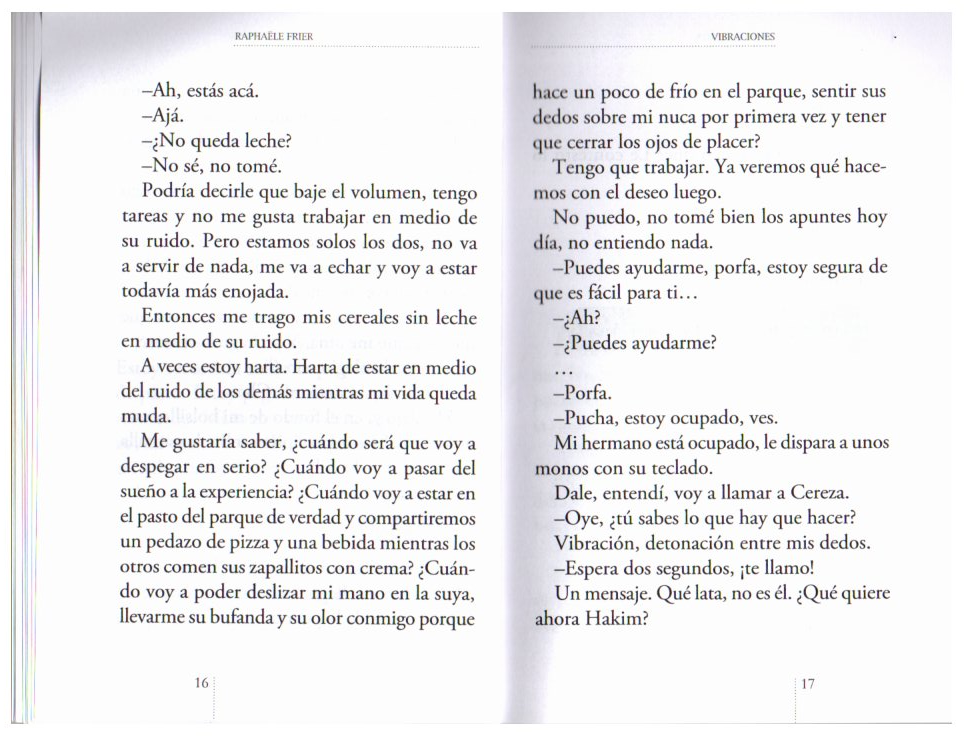 RAPHAËLE FRIER
–Ah, estás acá.
–Ajá.
–¿No queda leche?
–No sé, no tomé.
Podría decirle que baje el volumen, tengo
tareas y no me gusta trabajar en medio de
su ruido. Pero estamos solos los dos, no va
a servir de nada, me va a echar y voy a estar
todavía más enojada.
Entonces me trago mis cereales sin leche
en medio de su ruido.
A veces estoy harta. Harta de estar en medio
del ruido de los demás mientras mi vida queda
muda.
Me gustaría saber, ¿cuándo será que voy a
despegar en serio? ¿Cuándo voy a pasar del
sueño a la experiencia? ¿Cuándo voy a estar en
el pasto del parque de verdad y compartiremos
un pedazo de pizza y una bebida mientras los
otros comen sus zapallitos con crema? ¿Cuán-
do voy a poder deslizar mi mano en la suya,
llevarme su bufanda y su olor conmigo porque
16
VIBRACIONES
hace un poco de frío en el parque, sentir sus
dedos sobre mi nuca por primera vez y tener
que cerrar los ojos de placer?
Tengo que trabajar. Ya veremos qué hace-
mos con el deseo luego.
No puedo, no tomé bien los apuntes hoy
día, no entiendo nada.
–Puedes ayudarme, porfa, estoy segura de
que es fácil para ti…
–¿Ah?
–¿Puedes ayudarme?
…
–Porfa.
–Pucha, estoy ocupado, ves.
Mi hermano está ocupado, le dispara a unos
monos con su teclado.
Dale, entendí, voy a llamar a Cereza.
–Oye, ¿tú sabes lo que hay que hacer?
Vibración, detonación entre mis dedos.
–Espera dos segundos, ¡te llamo!
Un mensaje. Qué lata, no es él. ¿Qué quiere
ahora Hakim?
17